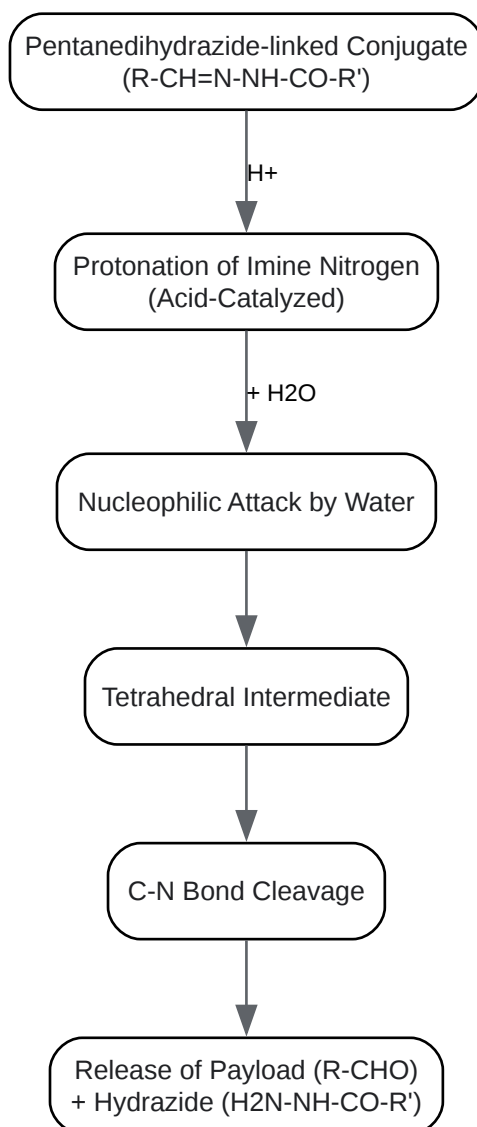 Pentanedihydrazide-linked Conjugate
(R-CH=N-NH-CO-R')
H+
Protonation of Imine Nitrogen
(Acid-Catalyzed)
+ H2O
Nucleophilic Attack by Water
Tetrahedral Intermediate
C-N Bond Cleavage
Release of Payload (R-CHO)
+ Hydrazide (H2N-NH-CO-R')